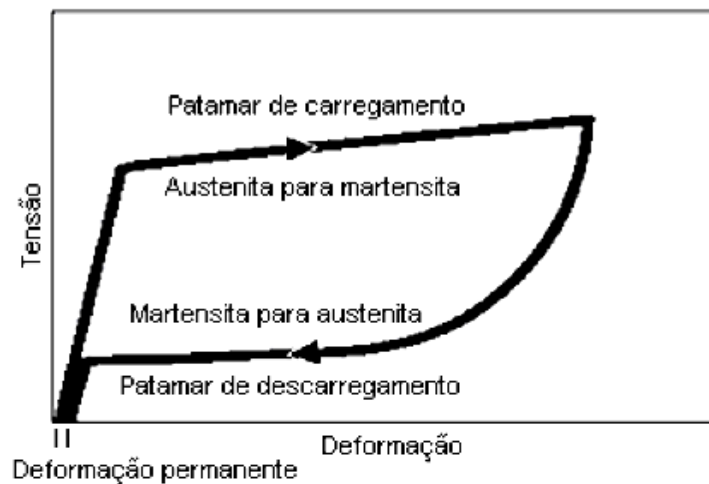 Patamar de carregamento
Austenita para martensita
Tensão
Martensita para austenita
Patamar de descarregamento
Deformação
Deformação permanente